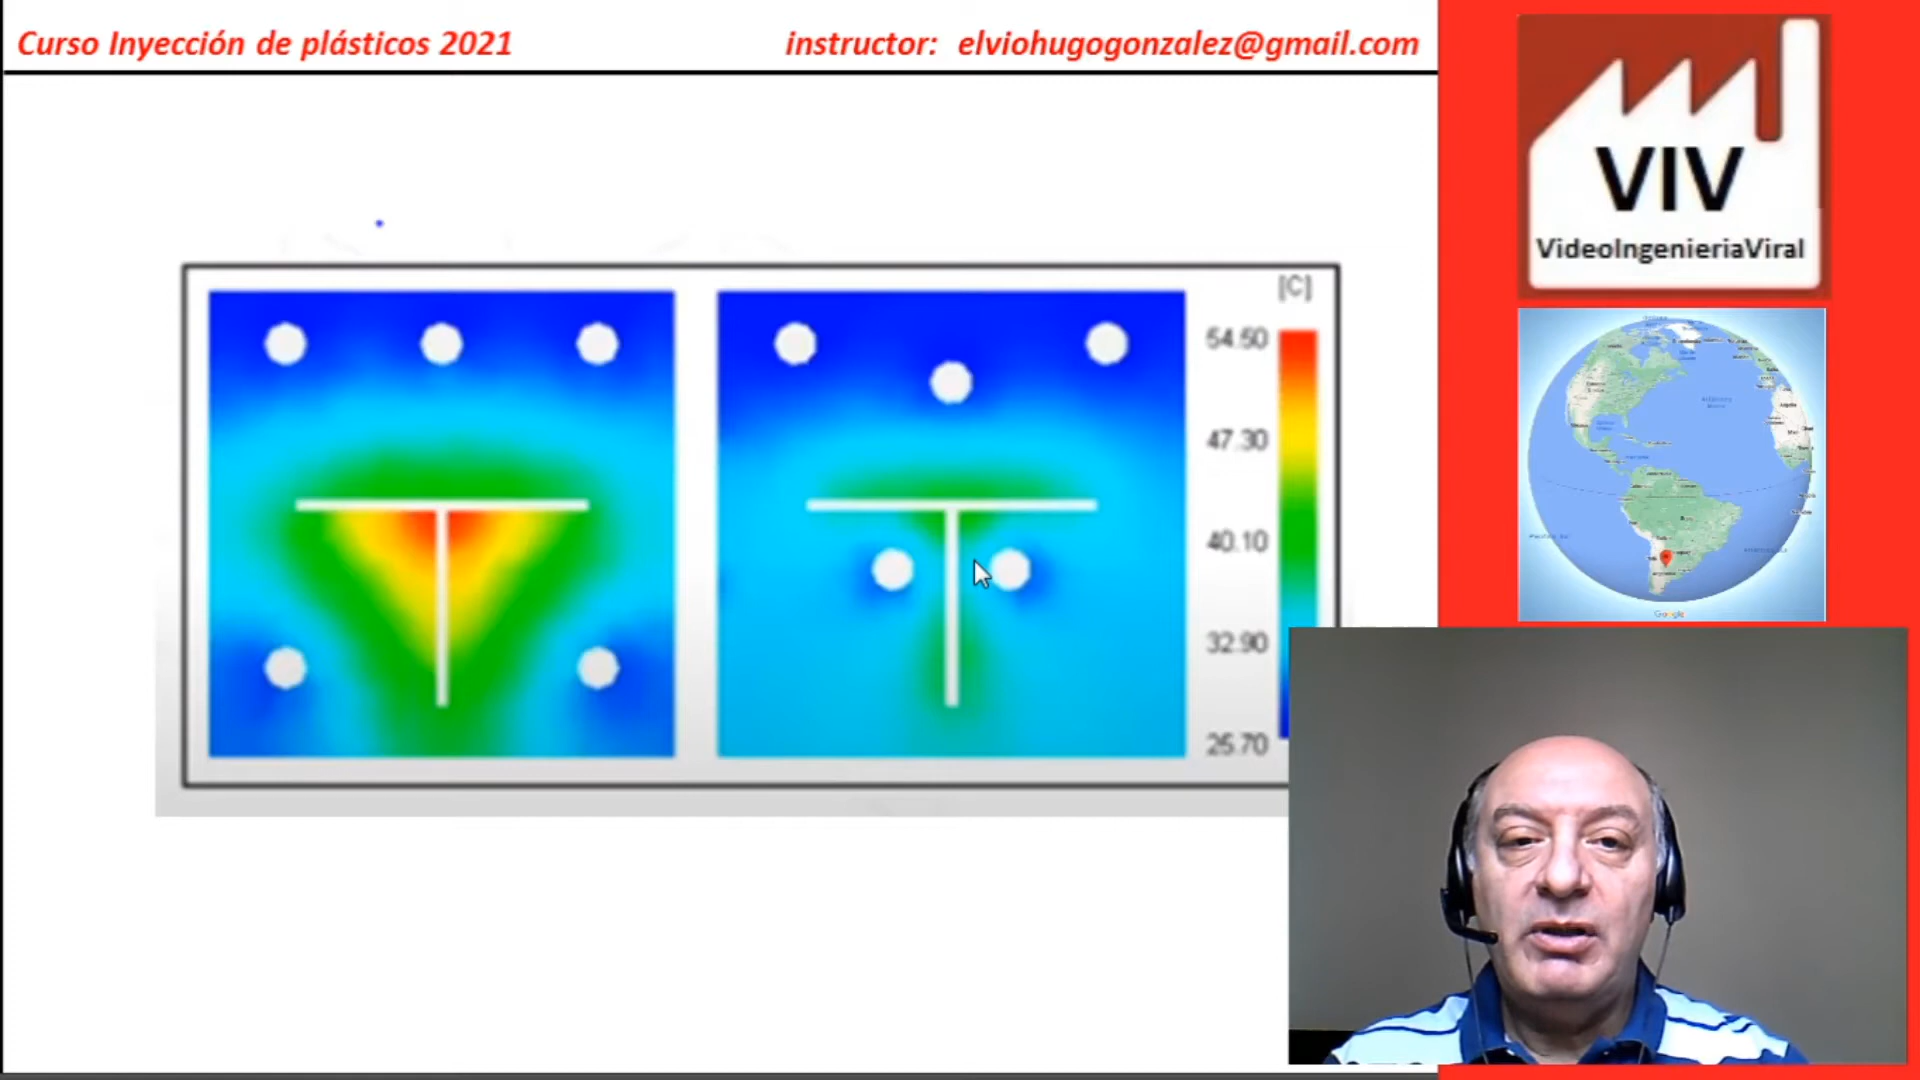 Curso Inyección de plásticos 2021
instructor: elviohugogonzalez@gmail.com
[C]
54.50
47.30
40.10
32.90
25.70
VIV
VideoIngenieriaViral
Google